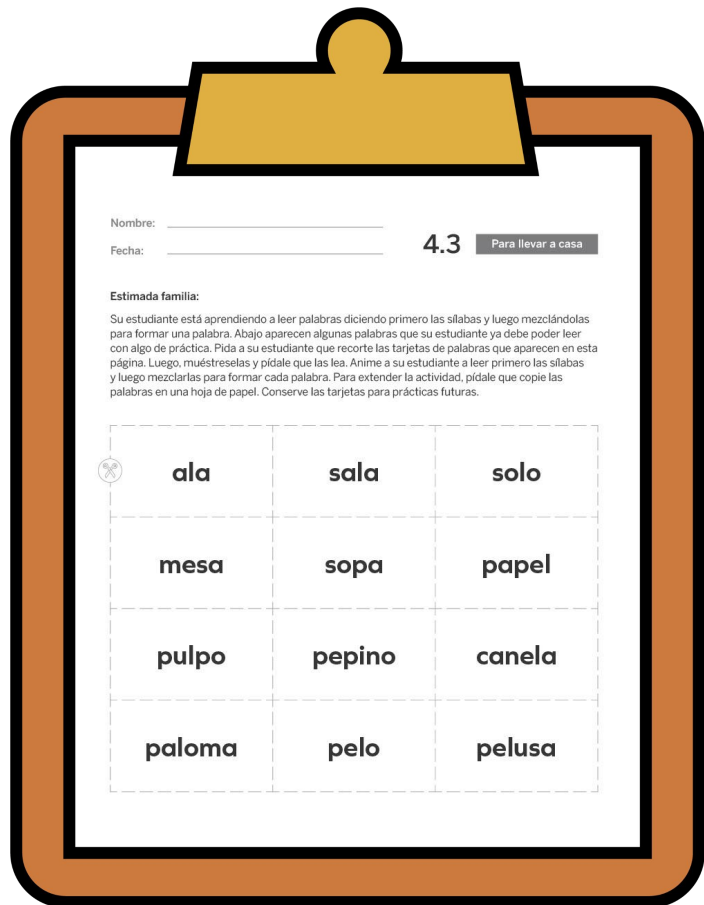 Nombre:
4.3 Para llevar a casa
Fecha:
Estimada familia:
Su estudiante está aprendiendo a leer palabras diciendo primero las sílabas y luego mezclándolas
para formar una palabra. Abajo aparecen algunas palabras que su estudiante ya debe poder leer
con algo de práctica. Pida a su estudiante que recorte las tarjetas de palabras que aparecen en esta
página. Luego, muéstreselas y pídale que las lea. Anime a su estudiante a leer primero las sílabas
y luego mezclarlas para formar cada palabra. Para extender la actividad, pídale que copie las
palabras en una hoja de papel. Conserve las tarjetas para prácticas futuras.
ala sala solo
mesa sopa papel
pulpo pepino canela
paloma pelo pelusa